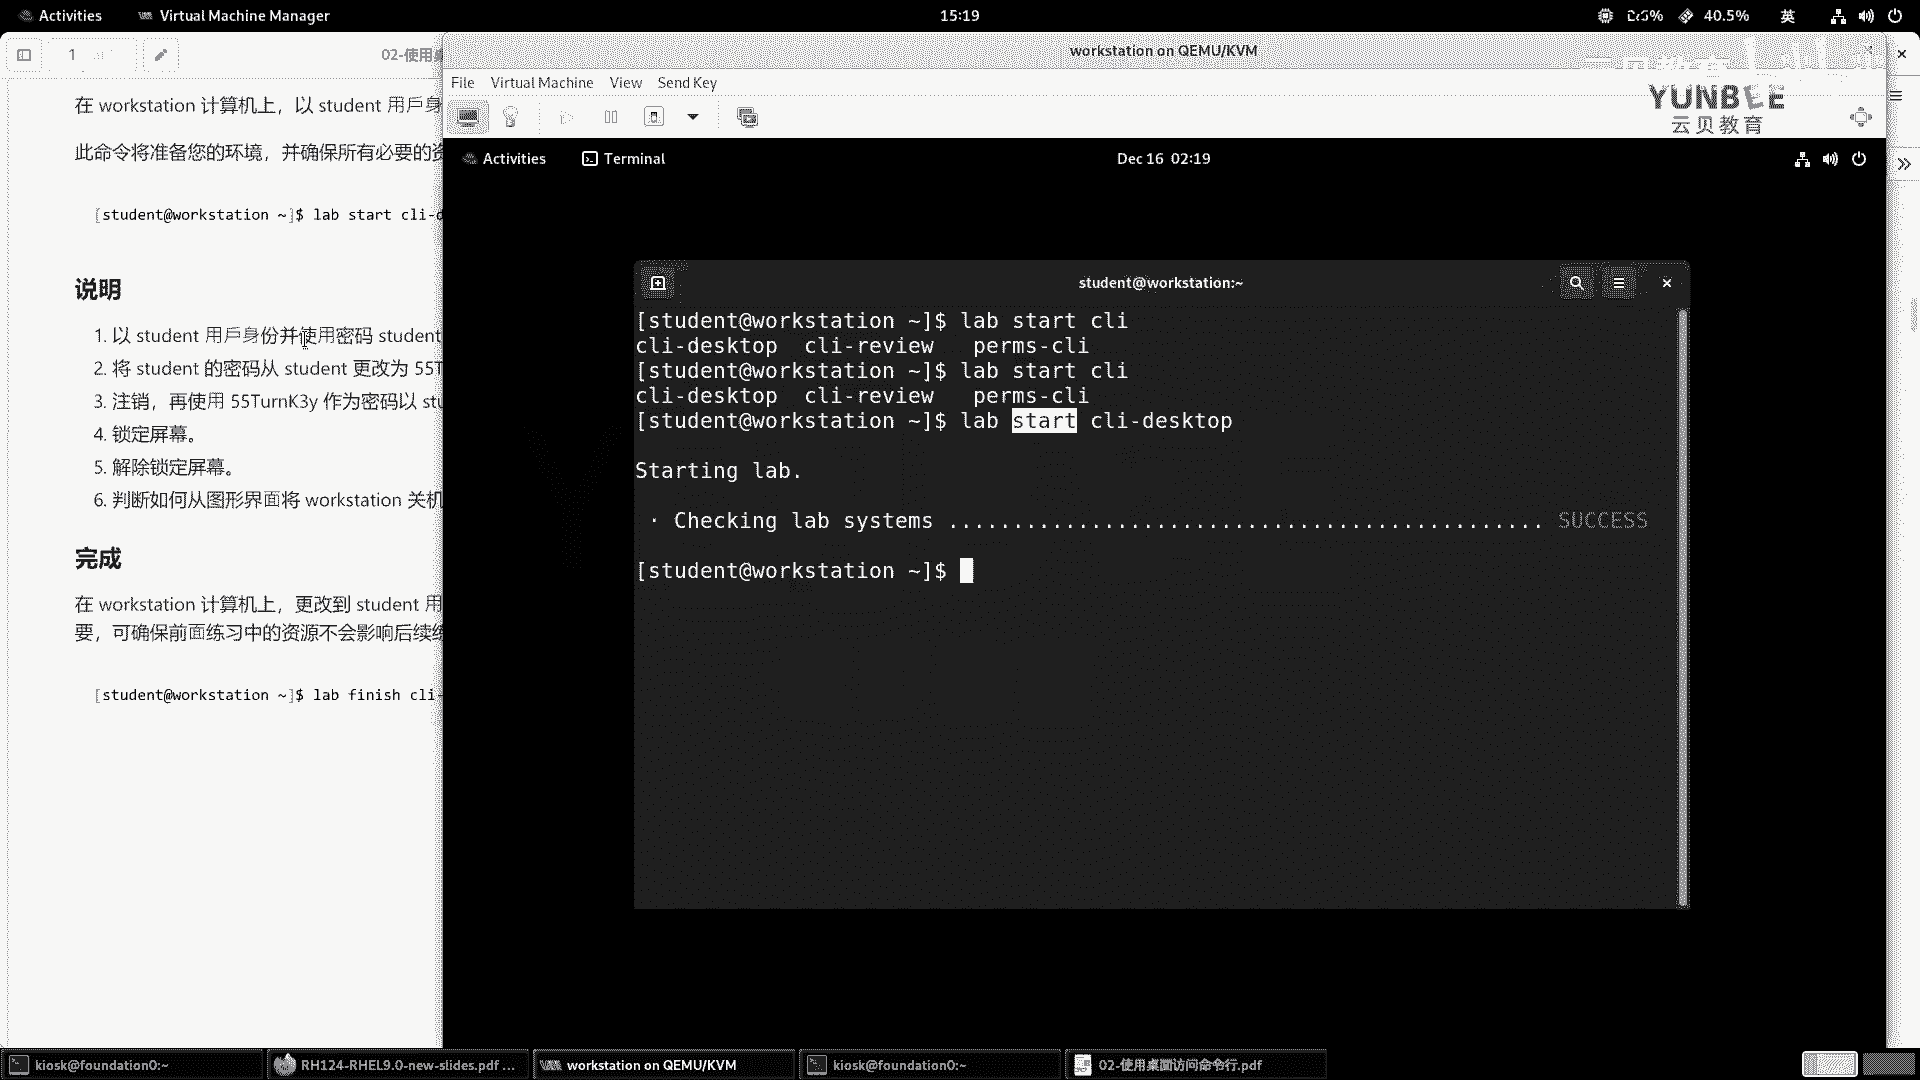 Activities
Virtual Machine Manager
15:19
40.5%
英
1
02-使用桌
workstation on QEMU/KVM
File Virtual Machine View Send Key
YUNBEE
云贝教育
在 workstation 计算机上，以 student 用戶身
此命令将准备您的环境，并确保所有必要的资
[student@workstation ~]$ lab start cli-d
说明
1. 以 student 用戶身份并使用密码 student
2. 将 student 的密码从 student 更改为 55T
3. 注销，再使用 55TurnK3y 作为密码以 stu
4. 锁定屏幕。
5. 解除锁定屏幕。
6. 判断如何从图形界面将 workstation 关机
完成
在 workstation 计算机上，更改到 student 用
要，可确保前面练习中的资源不会影响后续练
[student@workstation ~]$ lab finish cli-
Activities
Terminal
Dec 16 02:19
student@workstation:~
[student@workstation ~]$ lab start cli
cli-desktop cli-review perms-cli
[student@workstation ~]$ lab start cli
cli-desktop cli-review perms-cli
[student@workstation ~]$ lab start cli-desktop
Starting lab.
· Checking lab systems .............................................. SUCCESS
[student@workstation ~]$
kiosk@foundation0:~
RH124-RHEL9.0-new-slides.pdf ...
workstation on QEMU/KVM
kiosk@foundation0:~
02-使用桌面访问命令行.pdf